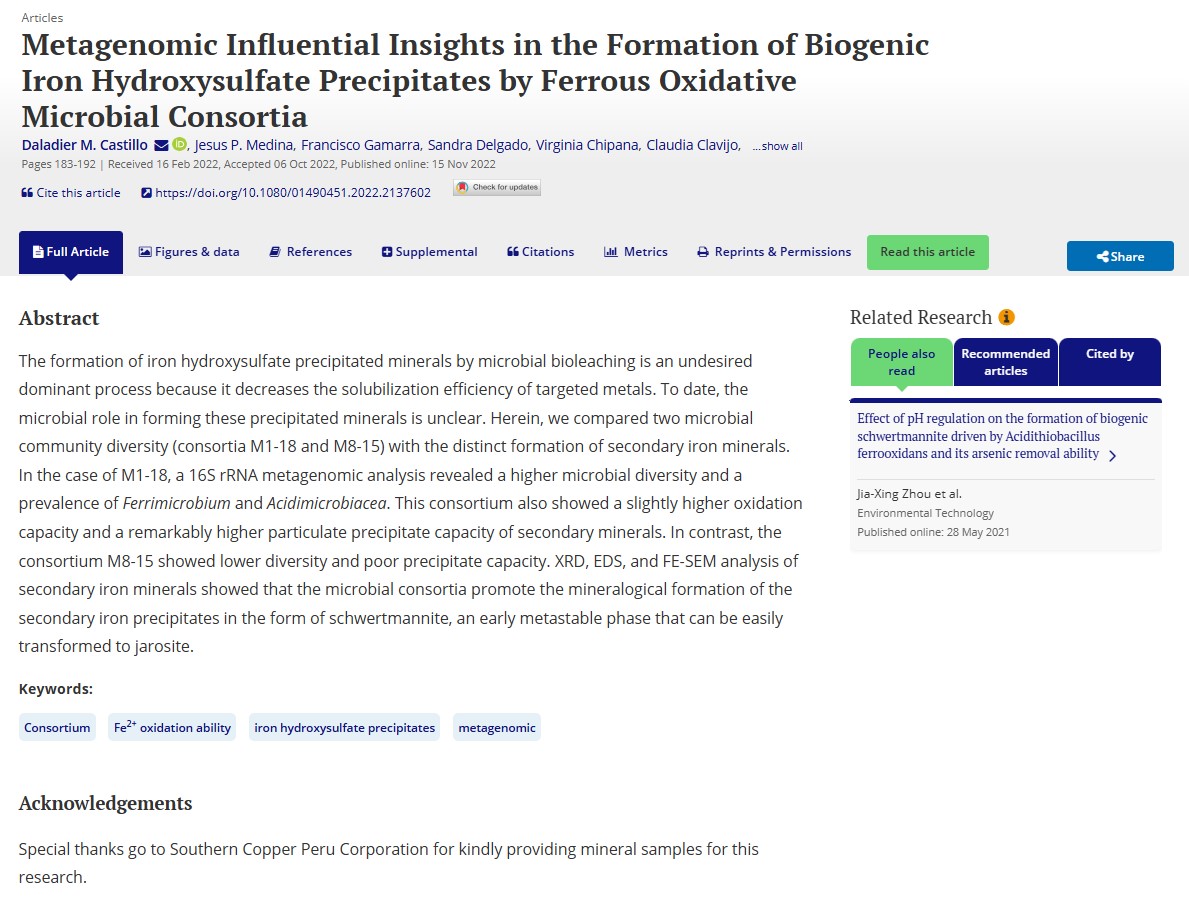 Articles
Metagenomic Influential Insights in the Formation of Biogenic
Iron Hydroxysulfate Precipitates by Ferrous Oxidative
Microbial Consortia
Daladier M. Castillo iD, Jesus P. Medina, Francisco Gamarra, Sandra Delgado, Virginia Chipana, Claudia Clavijo, ...show all
Pages 183-192 | Received 16 Feb 2022, Accepted 06 Oct 2022, Published online: 15 Nov 2022
Cite this article https://doi.org/10.1080/01490451.2022.2137602 Check for updates
Full Article Figures & data References Supplemental Citations Metrics Reprints & Permissions Read this article Share
Abstract
The formation of iron hydroxysulfate precipitated minerals by microbial bioleaching is an undesired
dominant process because it decreases the solubilization efficiency of targeted metals. To date, the
microbial role in forming these precipitated minerals is unclear. Herein, we compared two microbial
community diversity (consortia M1-18 and M8-15) with the distinct formation of secondary iron minerals.
In the case of M1-18, a 16S rRNA metagenomic analysis revealed a higher microbial diversity and a
prevalence of Ferrimicrobium and Acidimicrobiacea. This consortium also showed a slightly higher oxidation
capacity and a remarkably higher particulate precipitate capacity of secondary minerals. In contrast, the
consortium M8-15 showed lower diversity and poor precipitate capacity. XRD, EDS, and FE-SEM analysis of
secondary iron minerals showed that the microbial consortia promote the mineralogical formation of the
secondary iron precipitates in the form of schwertmannite, an early metastable phase that can be easily
transformed to jarosite.
Keywords:
Consortium Fe2+ oxidation ability iron hydroxysulfate precipitates metagenomic
Acknowledgements
Special thanks go to Southern Copper Peru Corporation for kindly providing mineral samples for this
research.
Related Research i
People also
read
Recommended
articles
Cited by
Effect of pH regulation on the formation of biogenic
schwertmannite driven by Acidithiobacillus
ferrooxidans and its arsenic removal ability
Jia-Xing Zhou et al.
Environmental Technology
Published online: 28 May 2021